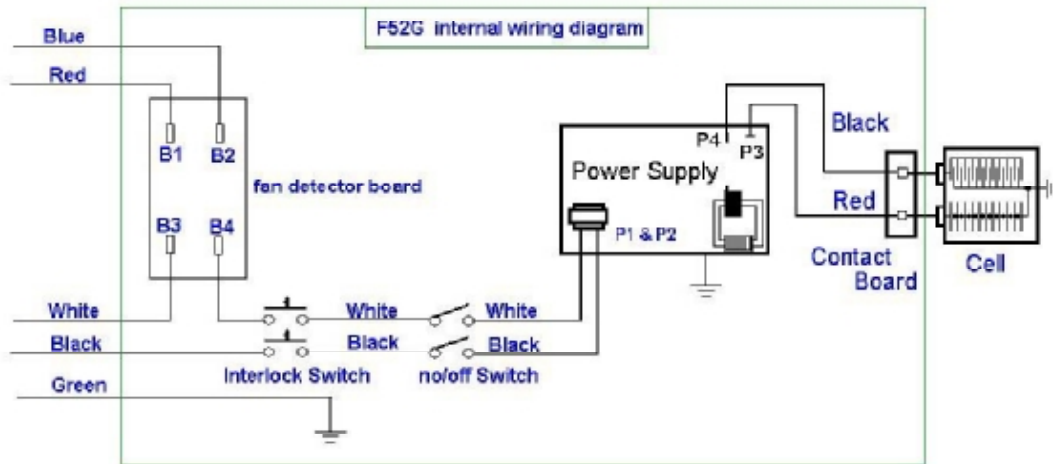 F52G internal wiring diagram
Blue
Red
B1 B2
fan detector board
B3 B4
P4 P3
Power Supply
P1 & P2
Black
Red
Contact
Board
Cell
White White White
Black Black Black
Interlock Switch no/off Switch
Green